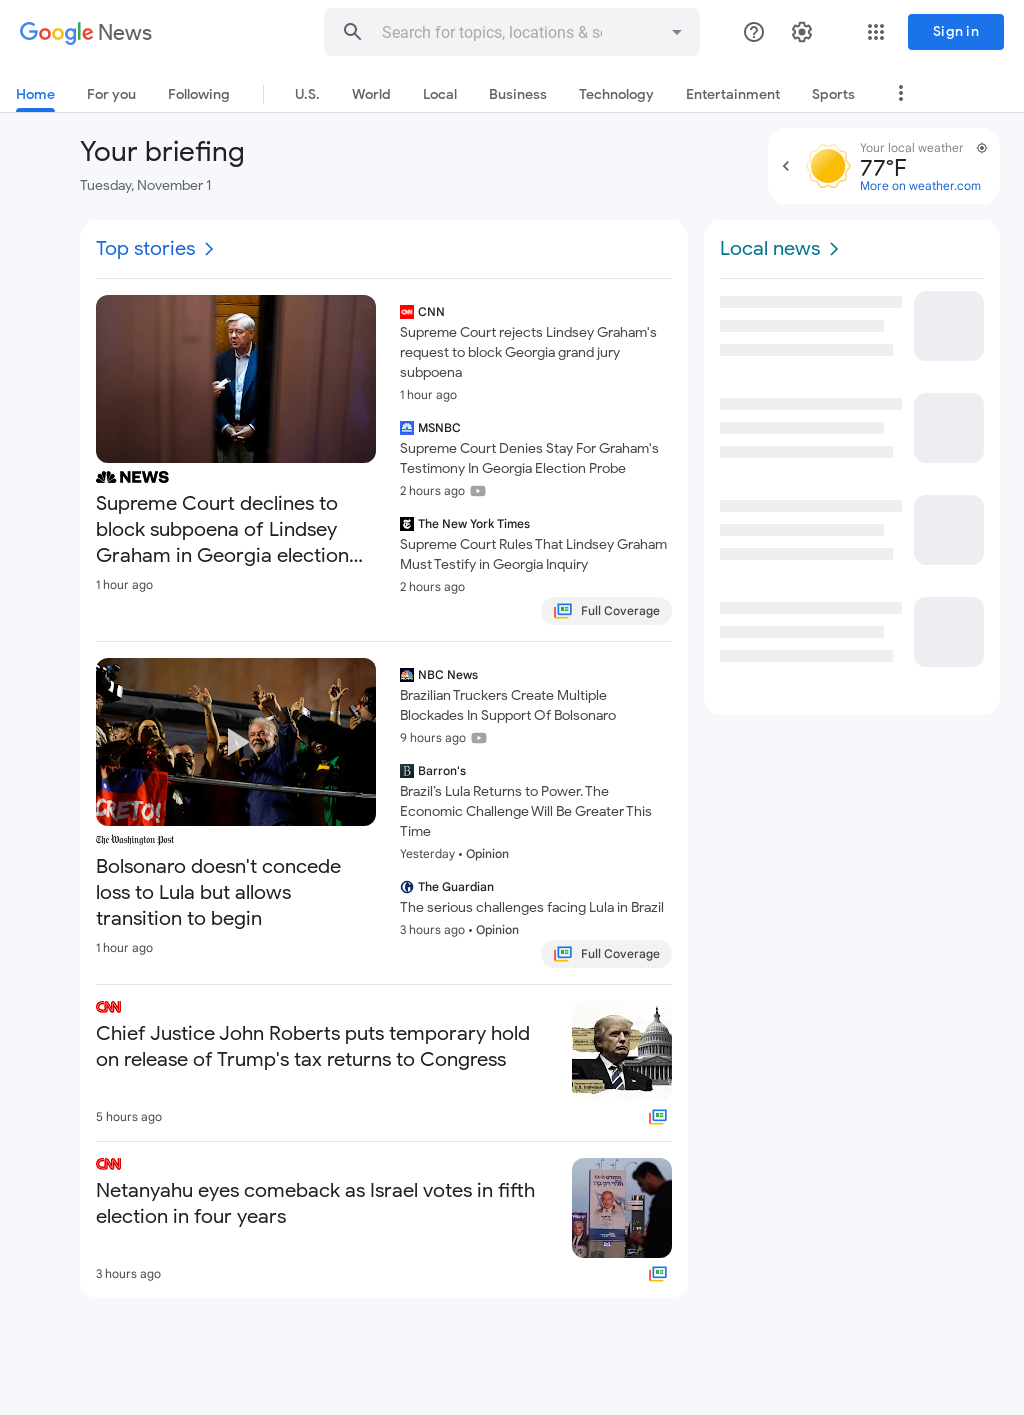 Google News
Search for topics, locations & so
Sign in
Home
For you
Following
U.S.
World
Local
Business
Technology
Entertainment
Sports
Your briefing
Tuesday, November 1
Your local weather
77°F
More on weather.com
Top stories
Local news
NEWS
Supreme Court declines to
block subpoena of Lindsey
Graham in Georgia election...
1 hour ago
CNN
Supreme Court rejects Lindsey Graham's
request to block Georgia grand jury
subpoena
1 hour ago
MSNBC
Supreme Court Denies Stay For Graham's
Testimony In Georgia Election Probe
2 hours ago
The New York Times
Supreme Court Rules That Lindsey Graham
Must Testify in Georgia Inquiry
2 hours ago
Full Coverage
CRETO!
The Washington Post
Bolsonaro doesn't concede
loss to Lula but allows
transition to begin
1 hour ago
NBC News
Brazilian Truckers Create Multiple
Blockades In Support Of Bolsonaro
9 hours ago
Barron's
Brazil's Lula Returns to Power. The
Economic Challenge Will Be Greater This
Time
Yesterday • Opinion
The Guardian
The serious challenges facing Lula in Brazil
3 hours ago • Opinion
Full Coverage
CNN
Chief Justice John Roberts puts temporary hold
on release of Trump's tax returns to Congress
5 hours ago
CNN
Netanyahu eyes comeback as Israel votes in fifth
election in four years
3 hours ago